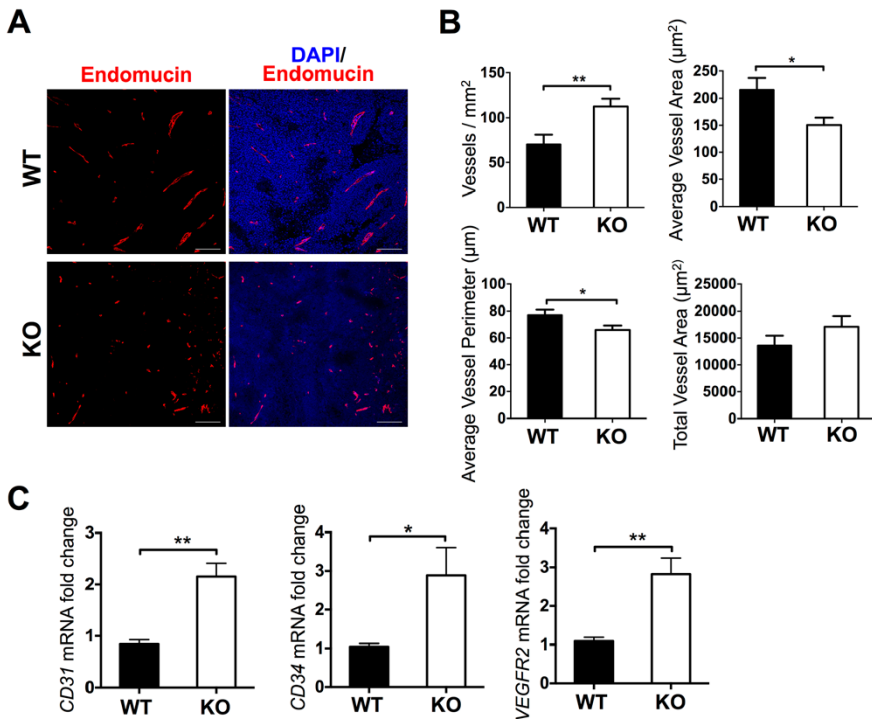 A
Endomucin
DAPI/
Endomucin
WT
KO
B
Vessels / mm²
150
100
50
0
**
WT
KO
Average Vessel Area (µm²)
250
200
150
100
50
0
*
WT
KO
Average Vessel Perimeter (µm)
100
80
60
40
20
0
*
WT
KO
Total Vessel Area (µm²)
25000
20000
15000
10000
5000
0
WT
KO
C
CD31 mRNA fold change
3
2
1
0
**
WT
KO
CD34 mRNA fold change
4
3
2
1
0
*
WT
KO
VEGFR2 mRNA fold change
4
3
2
1
0
**
WT
KO